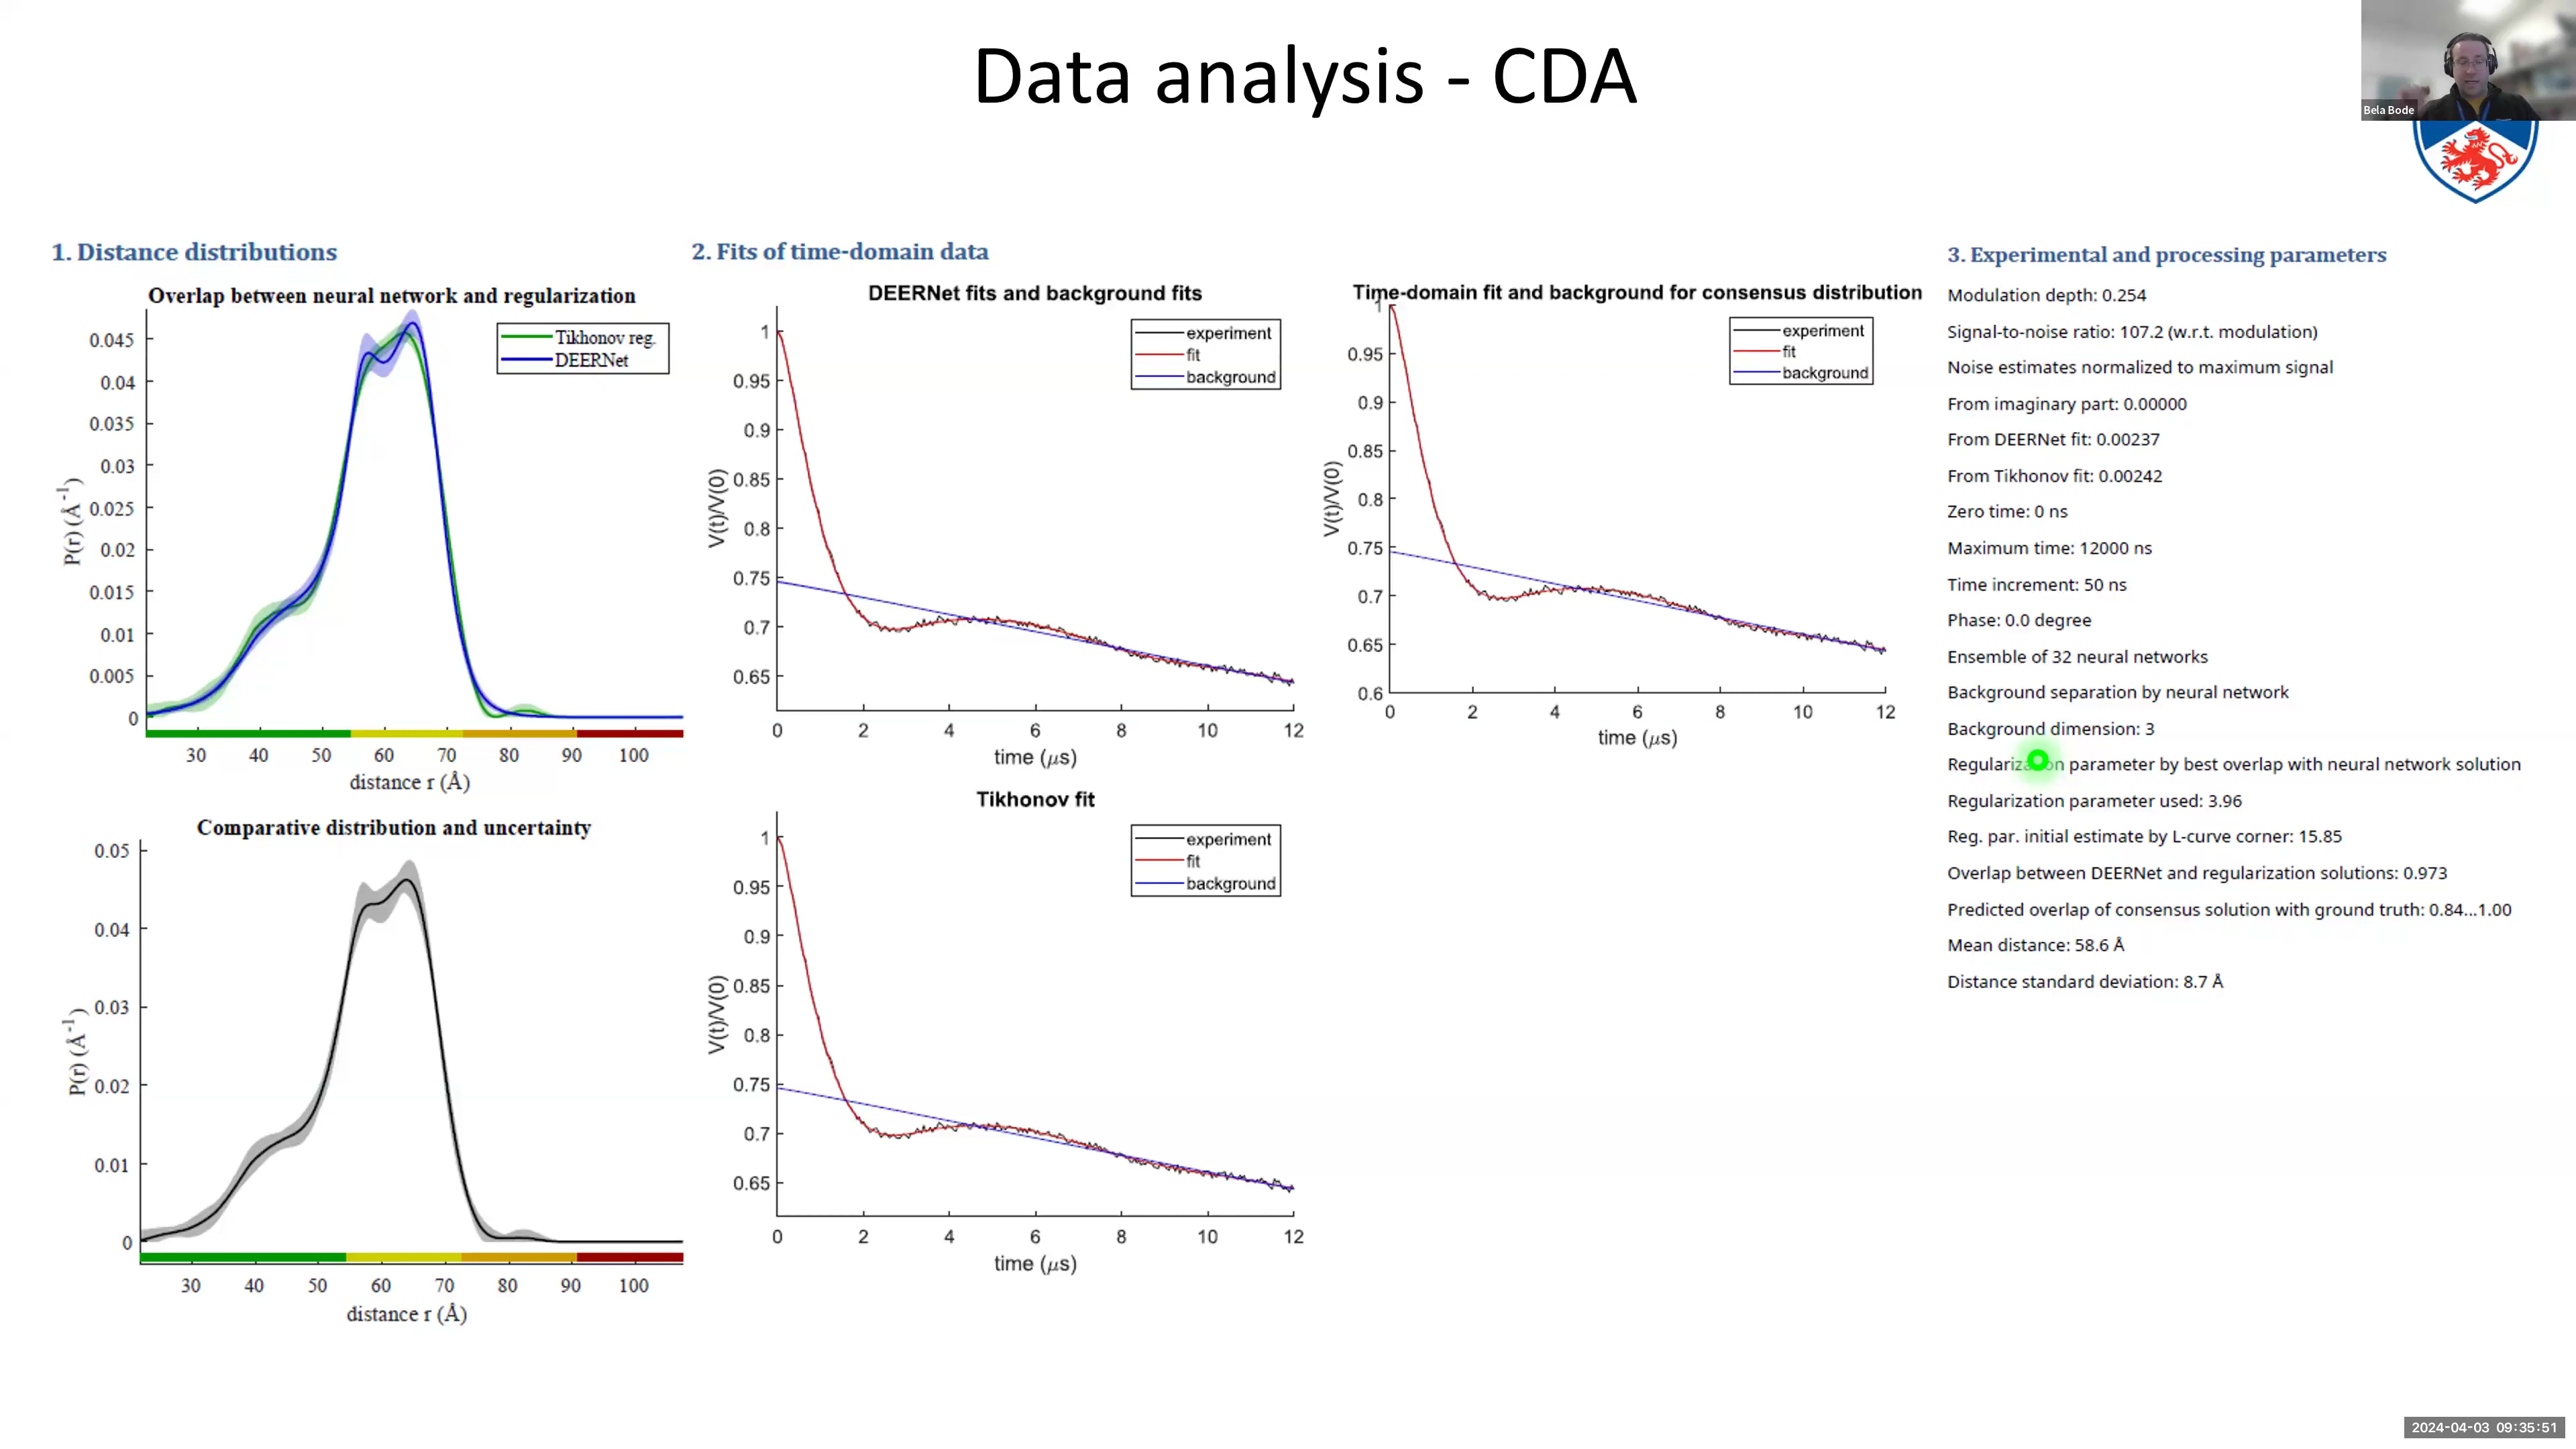 Data analysis - CDA
Bela Bode
1. Distance distributions
Overlap between neural network and regularization
Tikhonov reg.
DEERNet
0.045
0.04
0.035
0.03
0.025
0.02
0.015
0.01
0.005
0
P(r) (Å⁻¹)
30 40 50 60 70 80 90 100
distance r (Å)
Comparative distribution and uncertainty
0.05
0.04
0.03
0.02
0.01
0
P(r) (Å⁻¹)
30 40 50 60 70 80 90 100
distance r (Å)
2. Fits of time-domain data
DEERNet fits and background fits
experiment
fit
background
1
0.95
0.9
0.85
0.8
0.75
0.7
0.65
V(t)/V(0)
0 2 4 6 8 10 12
time (μs)
Tikhonov fit
experiment
fit
background
1
0.95
0.9
0.85
0.8
0.75
0.7
0.65
V(t)/V(0)
0 2 4 6 8 10 12
time (μs)
Time-domain fit and background for consensus distribution
experiment
fit
background
1
0.95
0.9
0.85
0.8
0.75
0.7
0.65
0.6
V(t)/V(0)
0 2 4 6 8 10 12
time (μs)
3. Experimental and processing parameters
Modulation depth: 0.254
Signal-to-noise ratio: 107.2 (w.r.t. modulation)
Noise estimates normalized to maximum signal
From imaginary part: 0.00000
From DEERNet fit: 0.00237
From Tikhonov fit: 0.00242
Zero time: 0 ns
Maximum time: 12000 ns
Time increment: 50 ns
Phase: 0.0 degree
Ensemble of 32 neural networks
Background separation by neural network
Background dimension: 3
Regularization parameter by best overlap with neural network solution
Regularization parameter used: 3.96
Reg. par. initial estimate by L-curve corner: 15.85
Overlap between DEERNet and regularization solutions: 0.973
Predicted overlap of consensus solution with ground truth: 0.84...1.00
Mean distance: 58.6 Å
Distance standard deviation: 8.7 Å
2024-04-03 09:35:51